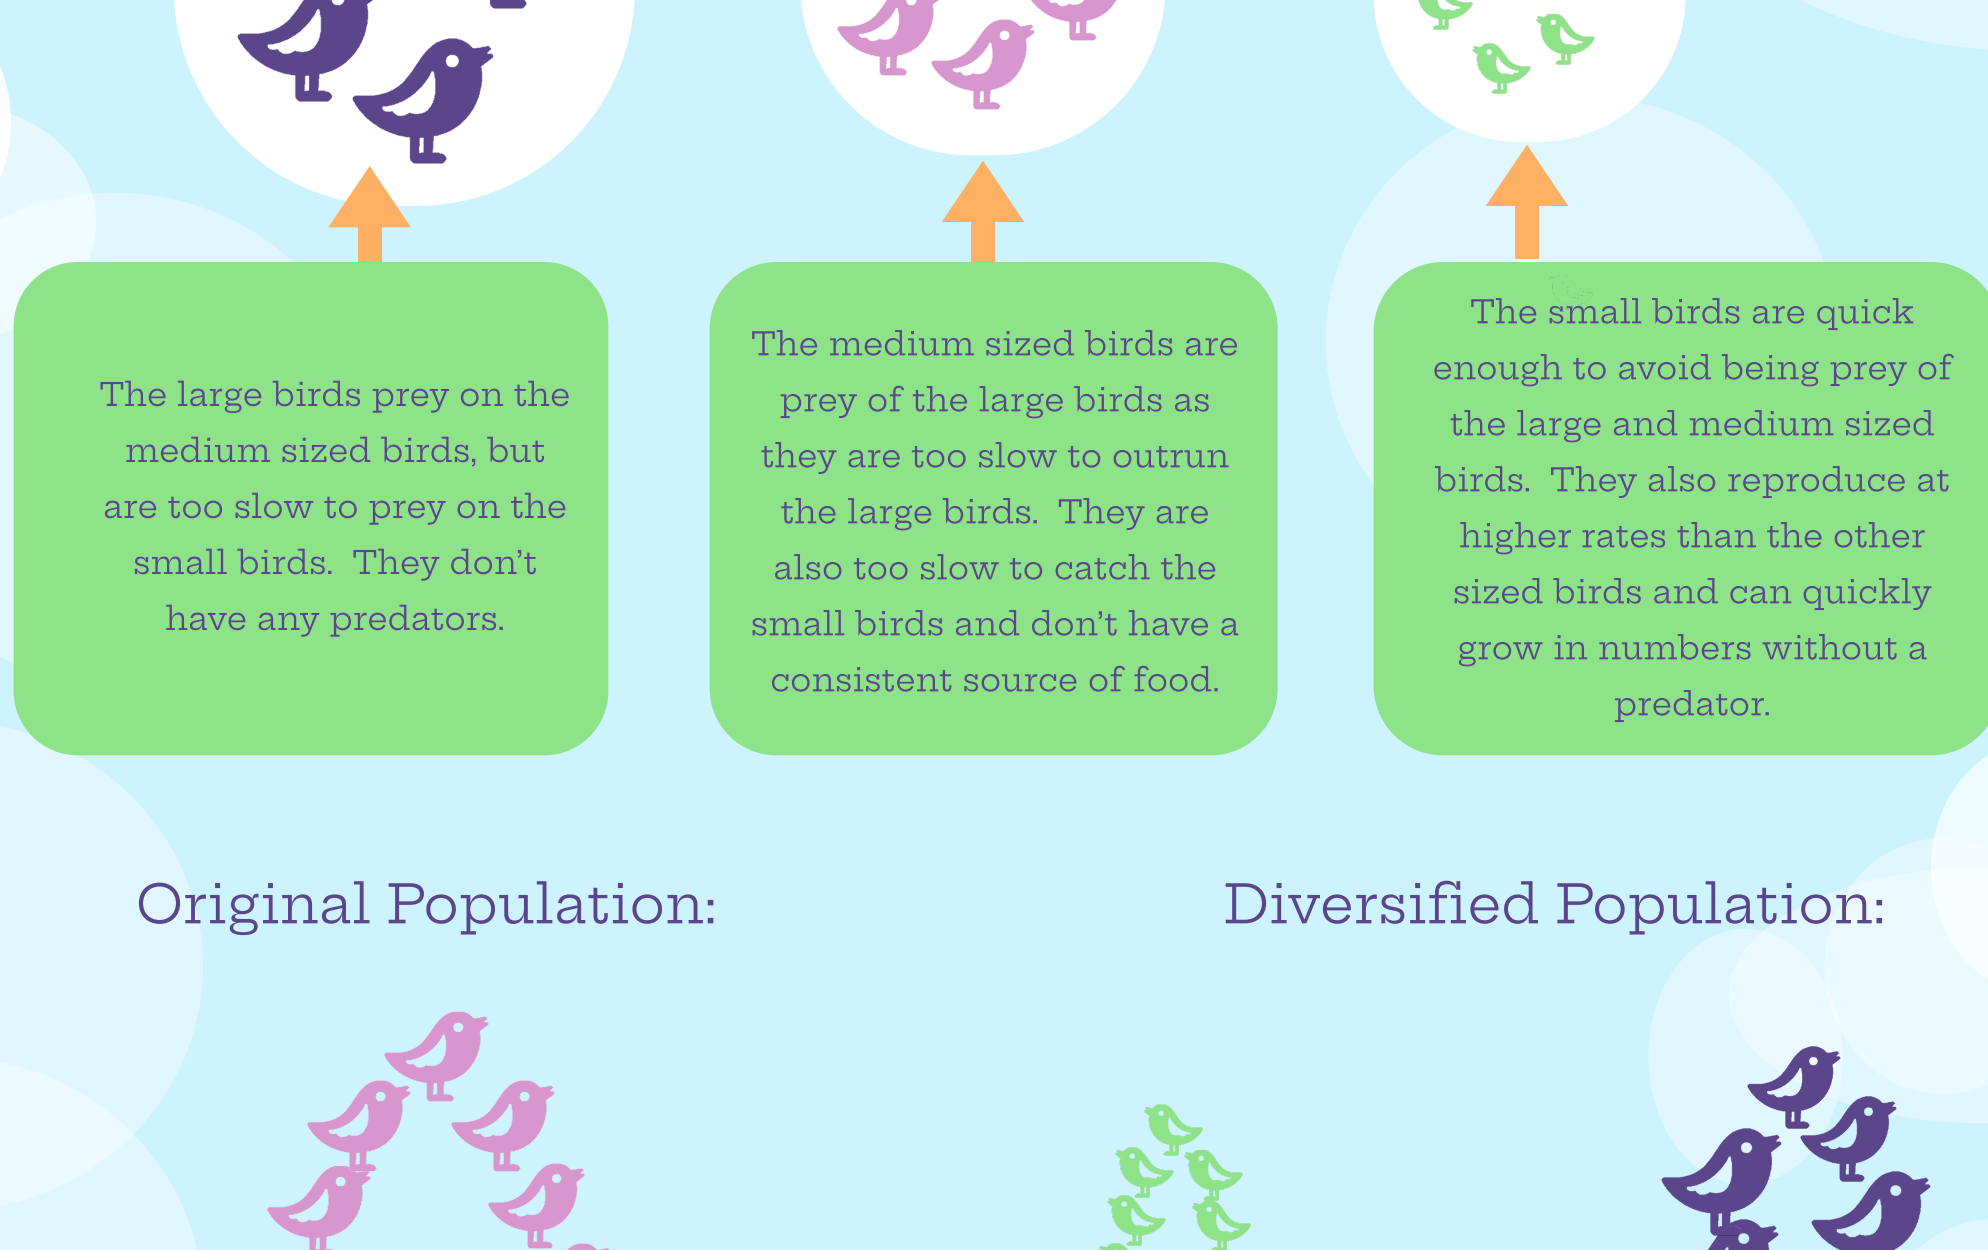 The large birds prey on the
medium sized birds, but
are too slow to prey on the
small birds.  They don't
have any predators.
The medium sized birds are
prey of the large birds as
they are too slow to outrun
the large birds.  They are
also too slow to catch the
small birds and don't have a
consistent source of food.
The small birds are quick
enough to avoid being prey of
the large and medium sized
birds.  They also reproduce at
higher rates than the other
sized birds and can quickly
grow in numbers without a
predator.
Original Population:
Diversified Population: